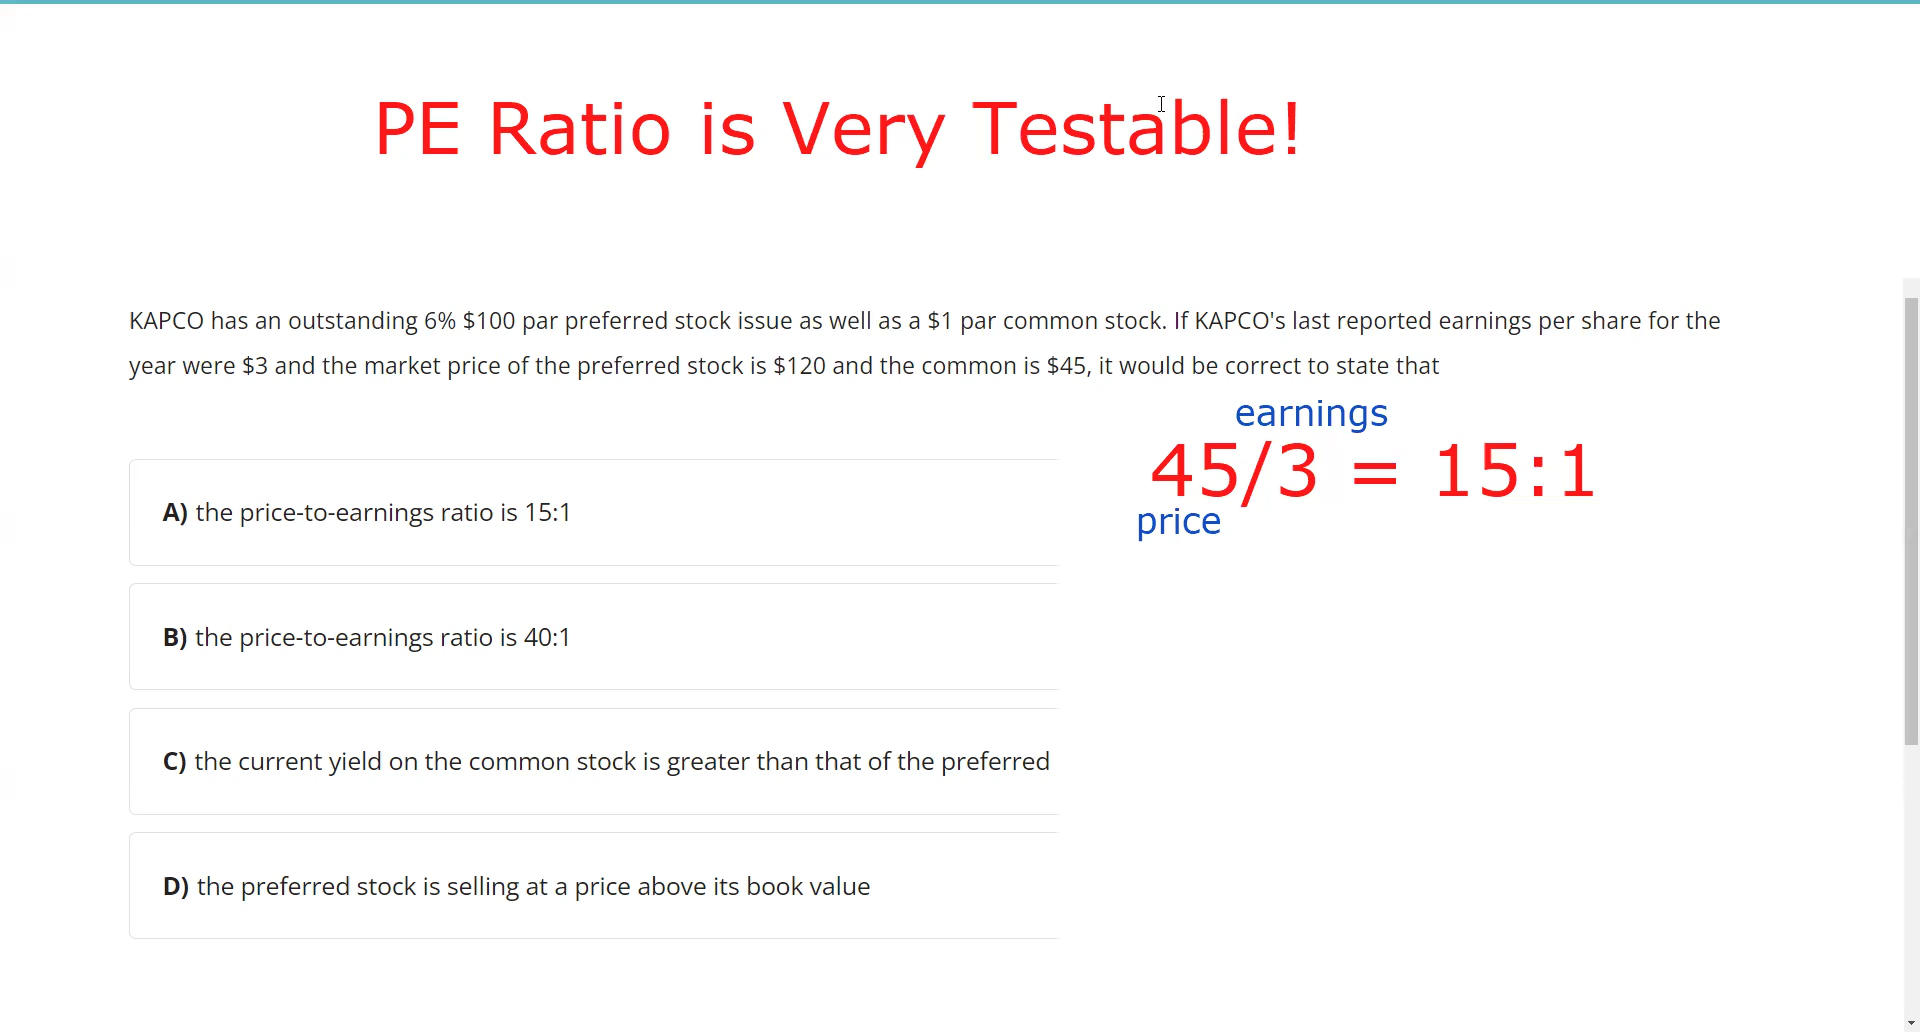 PE Ratio is Very Testable!
KAPCO has an outstanding 6% $100 par preferred stock issue as well as a $1 par common stock. If KAPCO's last reported earnings per share for the
year were $3 and the market price of the preferred stock is $120 and the common is $45, it would be correct to state that
earnings
45/3 = 15:1
price
A) the price-to-earnings ratio is 15:1
B) the price-to-earnings ratio is 40:1
C) the current yield on the common stock is greater than that of the preferred
D) the preferred stock is selling at a price above its book value